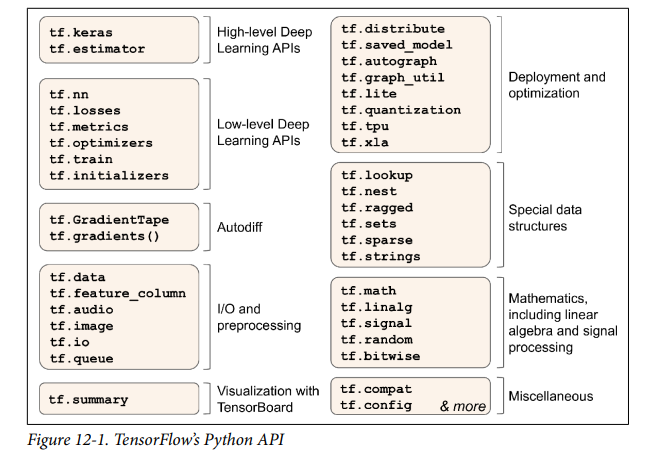 tf.keras
tf.estimator
High-level Deep
Learning APIs
tf.nn
tf.losses
tf.metrics
tf.optimizers
tf.train
tf.initializers
Low-level Deep
Learning APIs
tf.GradientTape
tf.gradients()
Autodiff
tf.data
tf.feature_column
tf.audio
tf.image
tf.io
tf.queue
I/O and
preprocessing
tf.summary
Visualization with
TensorBoard
tf.distribute
tf.saved_model
tf.autograph
tf.graph_util
tf.lite
tf.quantization
tf.tpu
tf.xla
Deployment and
optimization
tf.lookup
tf.nest
tf.ragged
tf.sets
tf.sparse
tf.strings
Special data
structures
tf.math
tf.linalg
tf.signal
tf.random
tf.bitwise
Mathematics,
including linear
algebra and signal
processing
tf.compat
tf.config & more
Miscellaneous
Figure 12-1. TensorFlow’s Python API